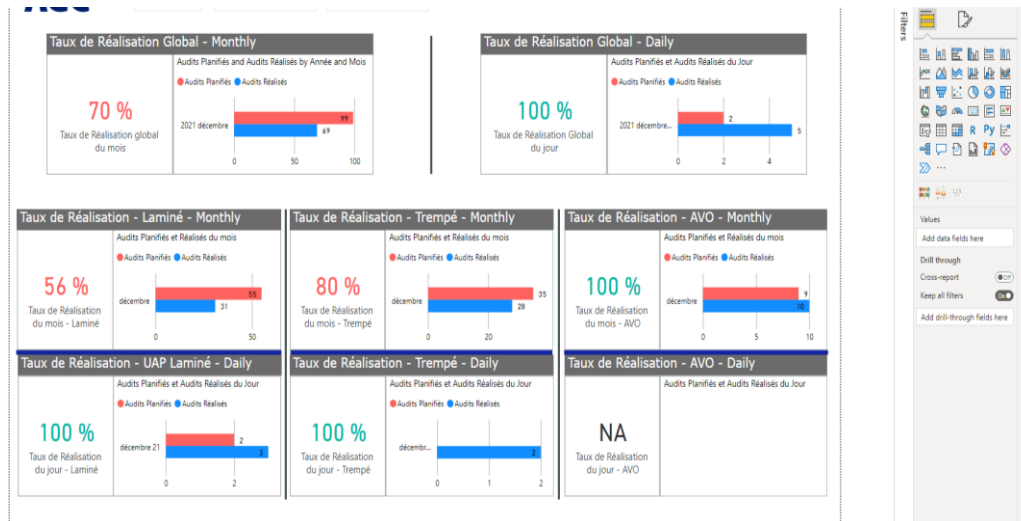 Taux de Réalisation Global - Monthly
Audits Planifiés and Audits Réalisés by Année and Mois
Audits Planifiés Audits Réalisés
70 %
Taux de Réalisation global
du mois
2021 décembre
99
69
0 50 100
Taux de Réalisation Global - Daily
Audits Planifiés et Audits Réalisés du Jour
Audits Planifiés Audits Réalisés
100 %
Taux de Réalisation Global
du jour
2021 décembre...
2
5
0 2 4
Taux de Réalisation - Laminé - Monthly
Audits Planifiés et Réalisés du mois
Audits Planifiés Audits Réalisés
56 %
Taux de Réalisation
du mois - Laminé
décembre
55
31
0 50
Taux de Réalisation - Trempé - Monthly
Audits Planifiés et Réalisés du mois
Audits Planifiés Audits Réalisés
80 %
Taux de Réalisation
du mois - Trempé
décembre
35
28
0 20
Taux de Réalisation - AVO - Monthly
Audits Planifiés et Réalisés du mois
Audits Planifiés Audits Réalisés
100 %
Taux de Réalisation
du mois - AVO
décembre
9
10
0 5 10
Taux de Réalisation - UAP Laminé - Daily
Audits Planifiés et Audits Réalisés du Jour
Audits Planifiés Audits Réalisés
100 %
Taux de Réalisation
du jour - Laminé
décembre 21
2
3
0 2
Taux de Réalisation - Trempé - Daily
Audits Planifiés et Audits Réalisés du Jour
Audits Planifiés Audits Réalisés
100 %
Taux de Réalisation
du jour - Trempé
décembr...
2
0 1 2
Taux de Réalisation - AVO - Daily
Audits Planifiés et Audits Réalisés du Jour
NA
Taux de Réalisation
du jour - AVO
Filters
R Py
Values
Add data fields here
Drill through
Cross-report
Off
Keep all filters
On
Add drill-through fields here